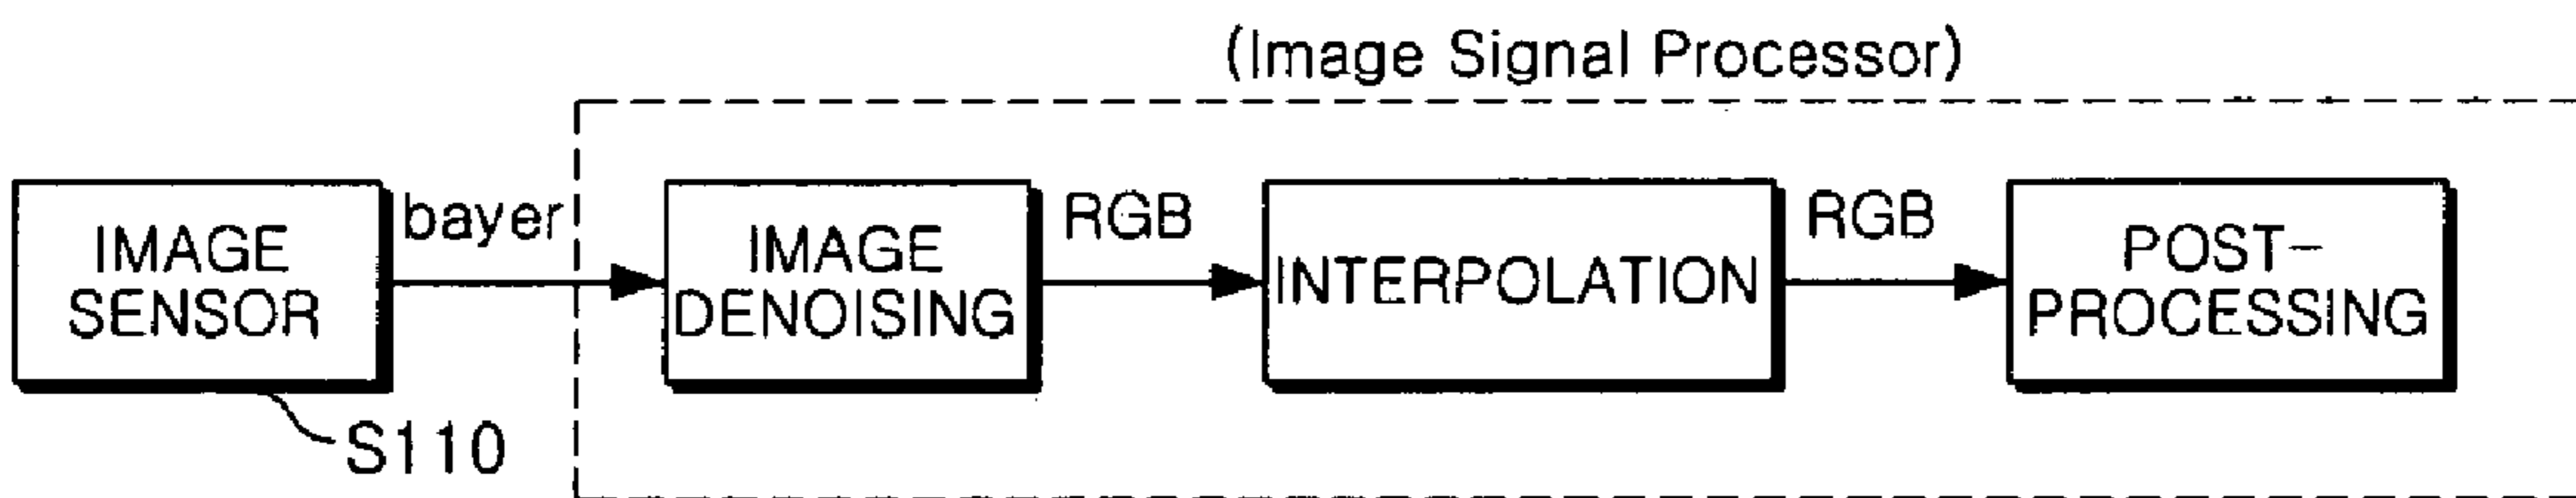 (Image Signal Processor)
IMAGE
SENSOR
bayer
IMAGE
DENOISING
RGB
INTERPOLATION
RGB
POST-
PROCESSING
S110